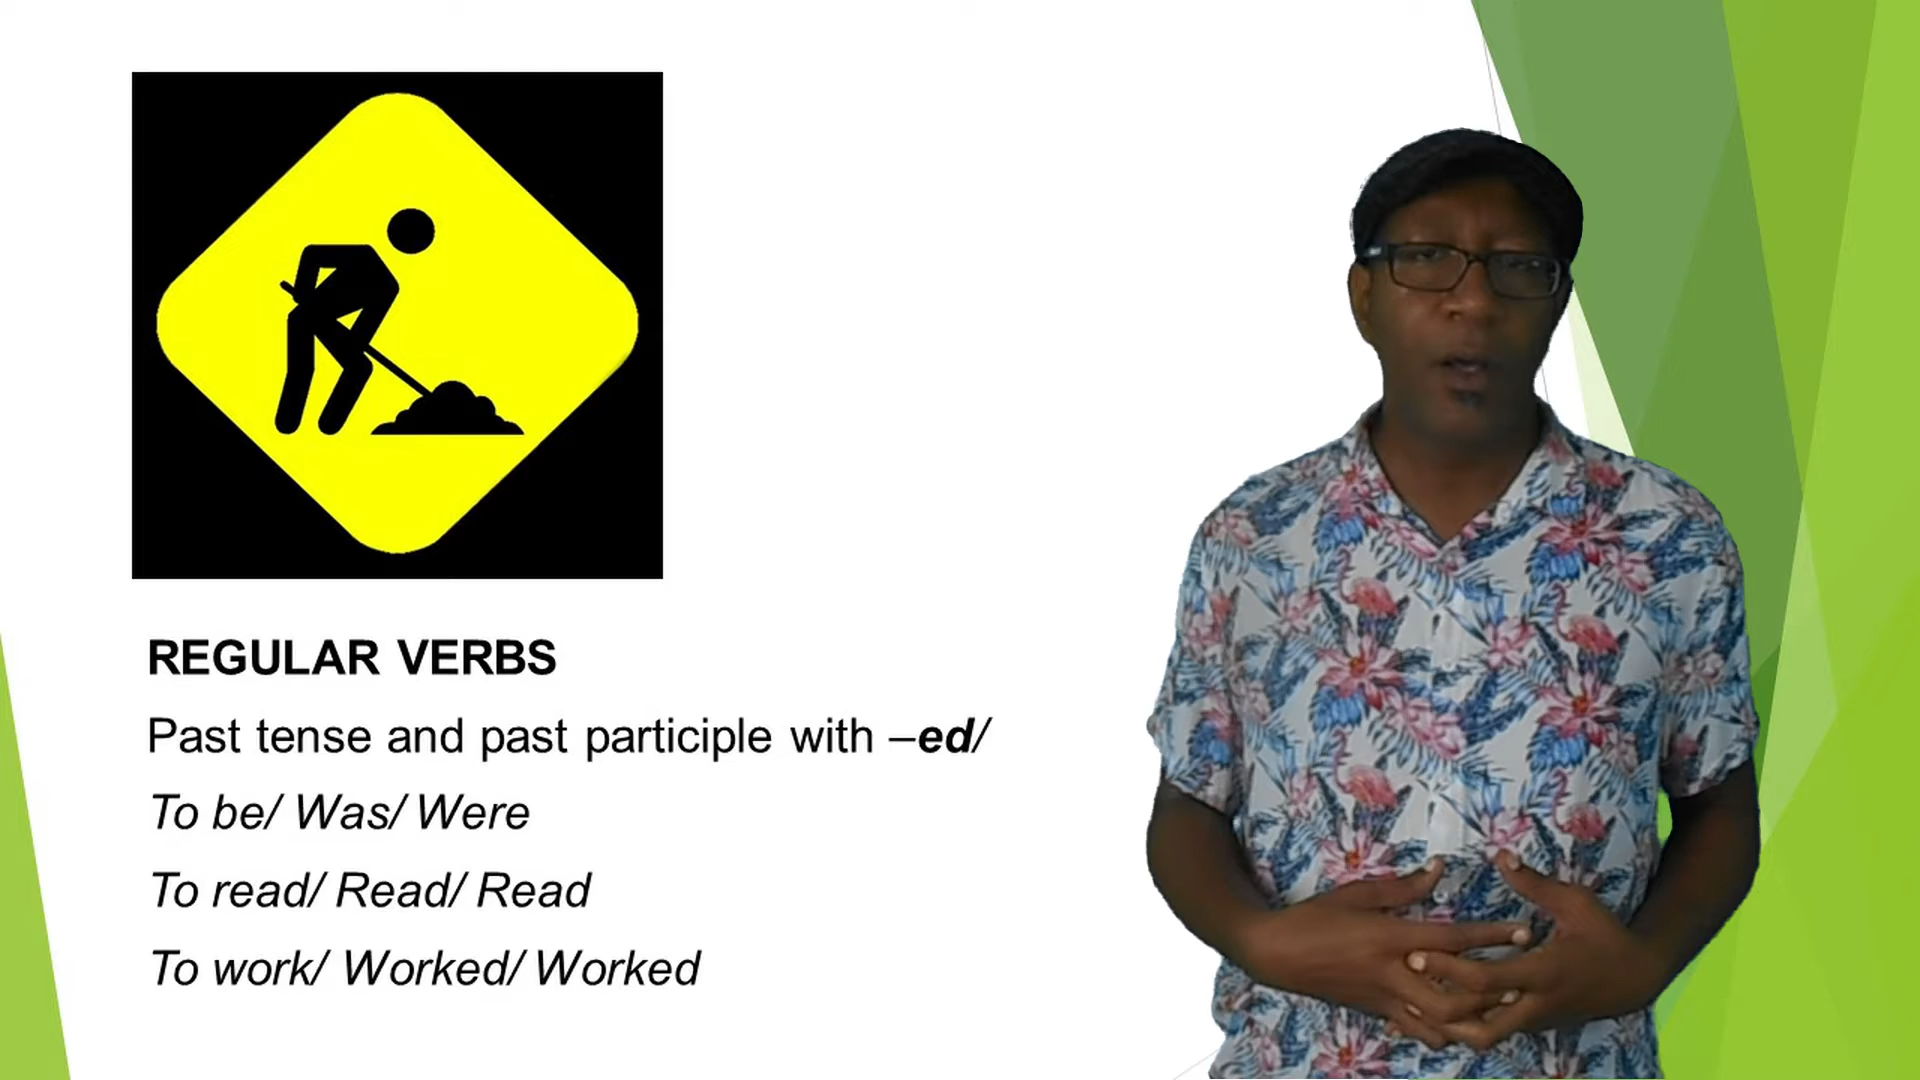 REGULAR VERBS
Past tense and past participle with –ed/
To be/ Was/ Were
To read/ Read/ Read
To work/ Worked/ Worked